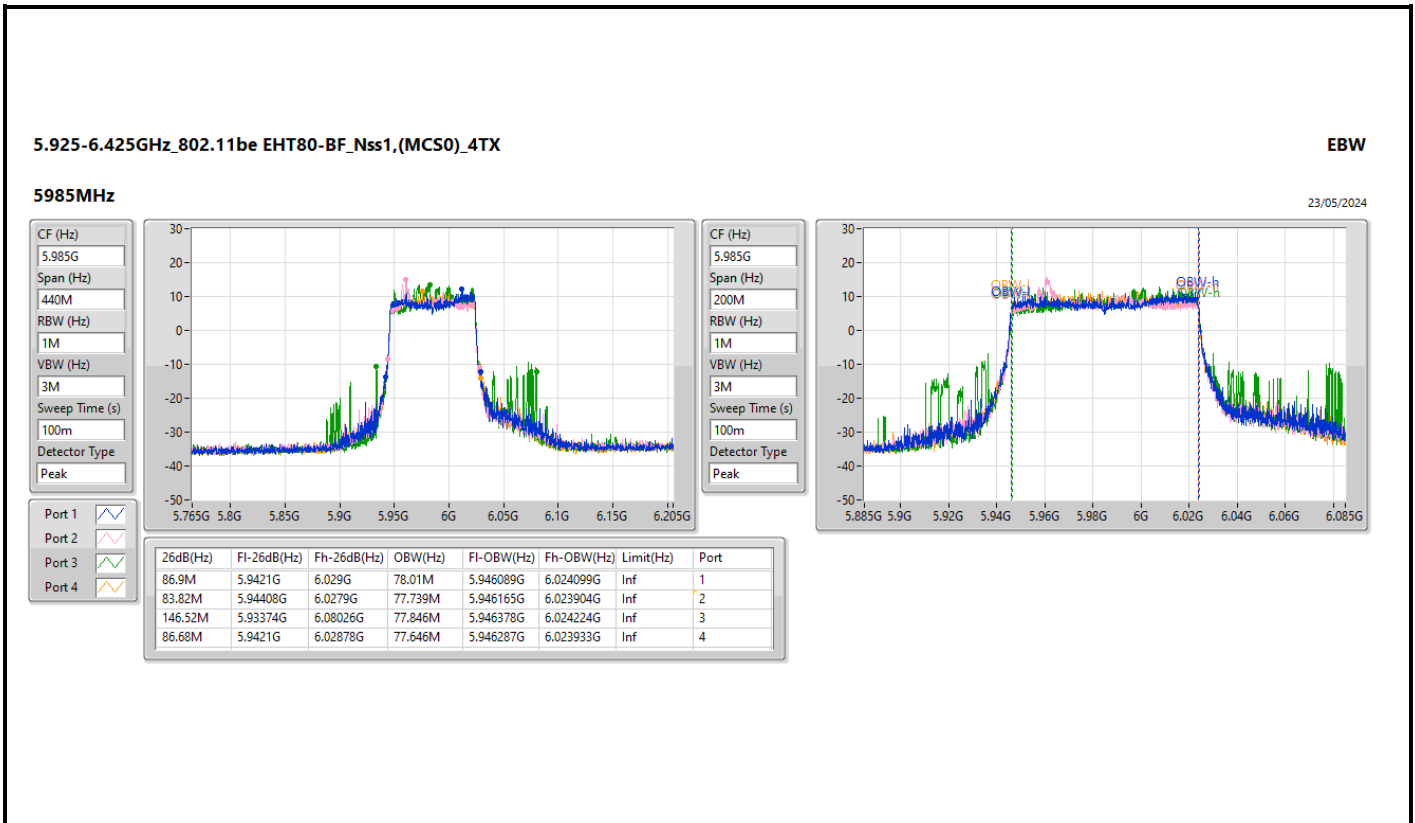 5.925-6.425GHz_802.11be EHT80-BF_Nss1,(MCS0)_4TX
EBW
5985MHz
23/05/2024
CF (Hz)
5.985G
Span (Hz)
440M
RBW (Hz)
1M
VBW (Hz)
3M
Sweep Time (s)
100m
Detector Type
Peak
30
20
10
0
-10
-20
-30
-40
-50
5.765G 5.8G 5.85G 5.9G 5.95G 6G 6.05G 6.1G 6.15G 6.205G
CF (Hz)
5.985G
Span (Hz)
200M
RBW (Hz)
1M
VBW (Hz)
3M
Sweep Time (s)
100m
Detector Type
Peak
30
20
10
0
-10
-20
-30
-40
-50
OBW-l
OBW-h
5.885G 5.9G 5.92G 5.94G 5.96G 5.98G 6G 6.02G 6.04G 6.06G 6.085G
Port 1
Port 2
Port 3
Port 4
26dB(Hz) Fl-26dB(Hz) Fh-26dB(Hz) OBW(Hz) Fl-OBW(Hz) Fh-OBW(Hz) Limit(Hz) Port
86.9M 5.9421G 6.029G 78.01M 5.946089G 6.024099G Inf 1
83.82M 5.94408G 6.0279G 77.739M 5.946165G 6.023904G Inf 2
146.52M 5.93374G 6.08026G 77.846M 5.946378G 6.024224G Inf 3
86.68M 5.9421G 6.02878G 77.646M 5.946287G 6.023933G Inf 4